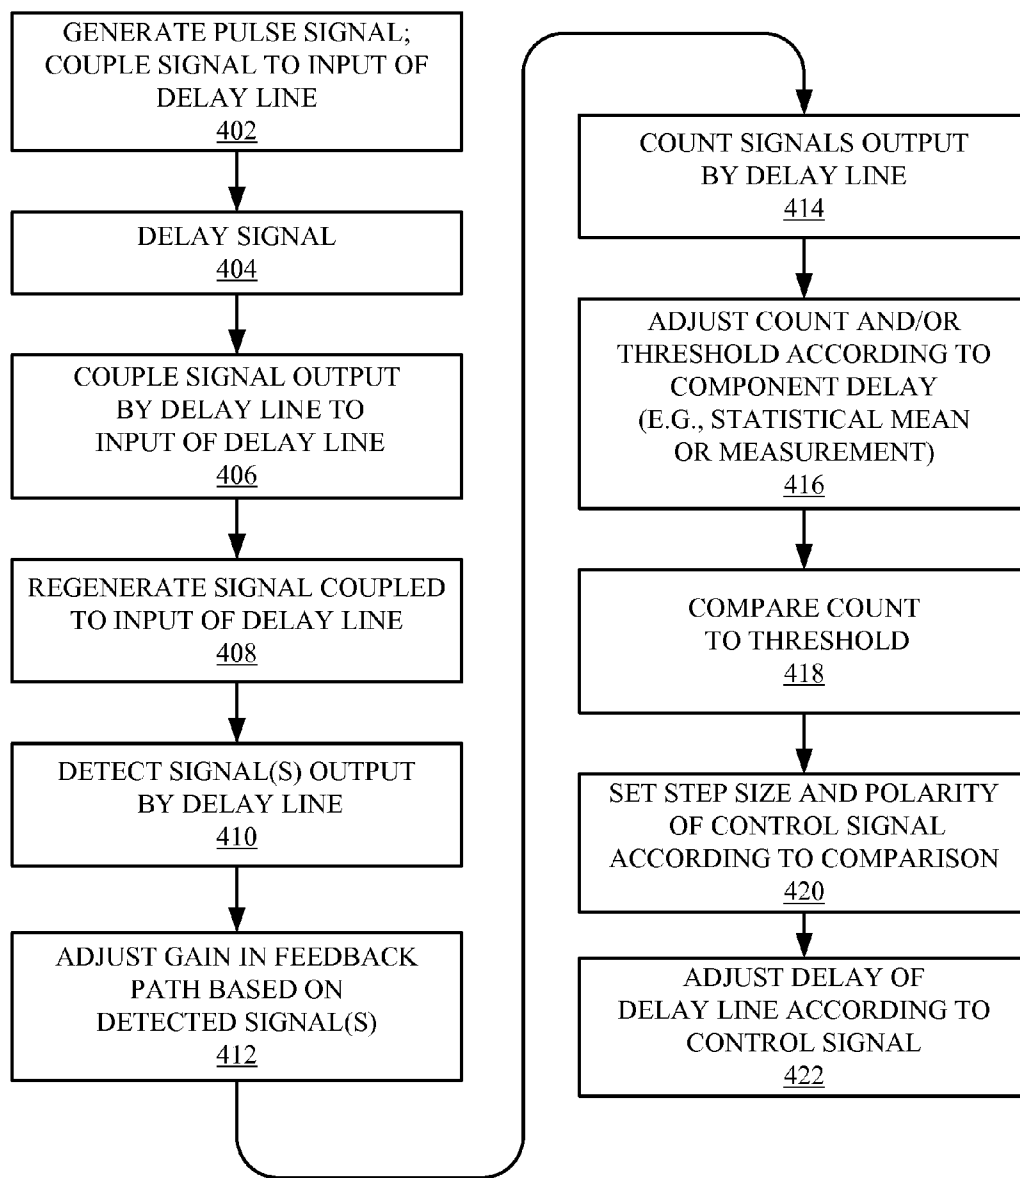 GENERATE PULSE SIGNAL;
COUPLE SIGNAL TO INPUT OF
DELAY LINE
402
DELAY SIGNAL
404
COUPLE SIGNAL OUTPUT
BY DELAY LINE TO
INPUT OF DELAY LINE
406
REGENERATE SIGNAL COUPLED
TO INPUT OF DELAY LINE
408
DETECT SIGNAL(S) OUTPUT
BY DELAY LINE
410
ADJUST GAIN IN FEEDBACK
PATH BASED ON
DETECTED SIGNAL(S)
412
COUNT SIGNALS OUTPUT
BY DELAY LINE
414
ADJUST COUNT AND/OR
THRESHOLD ACCORDING TO
COMPONENT DELAY
(E.G., STATISTICAL MEAN
OR MEASUREMENT)
416
COMPARE COUNT
TO THRESHOLD
418
SET STEP SIZE AND POLARITY
OF CONTROL SIGNAL
ACCORDING TO COMPARISON
420
ADJUST DELAY OF
DELAY LINE ACCORDING TO
CONTROL SIGNAL
422